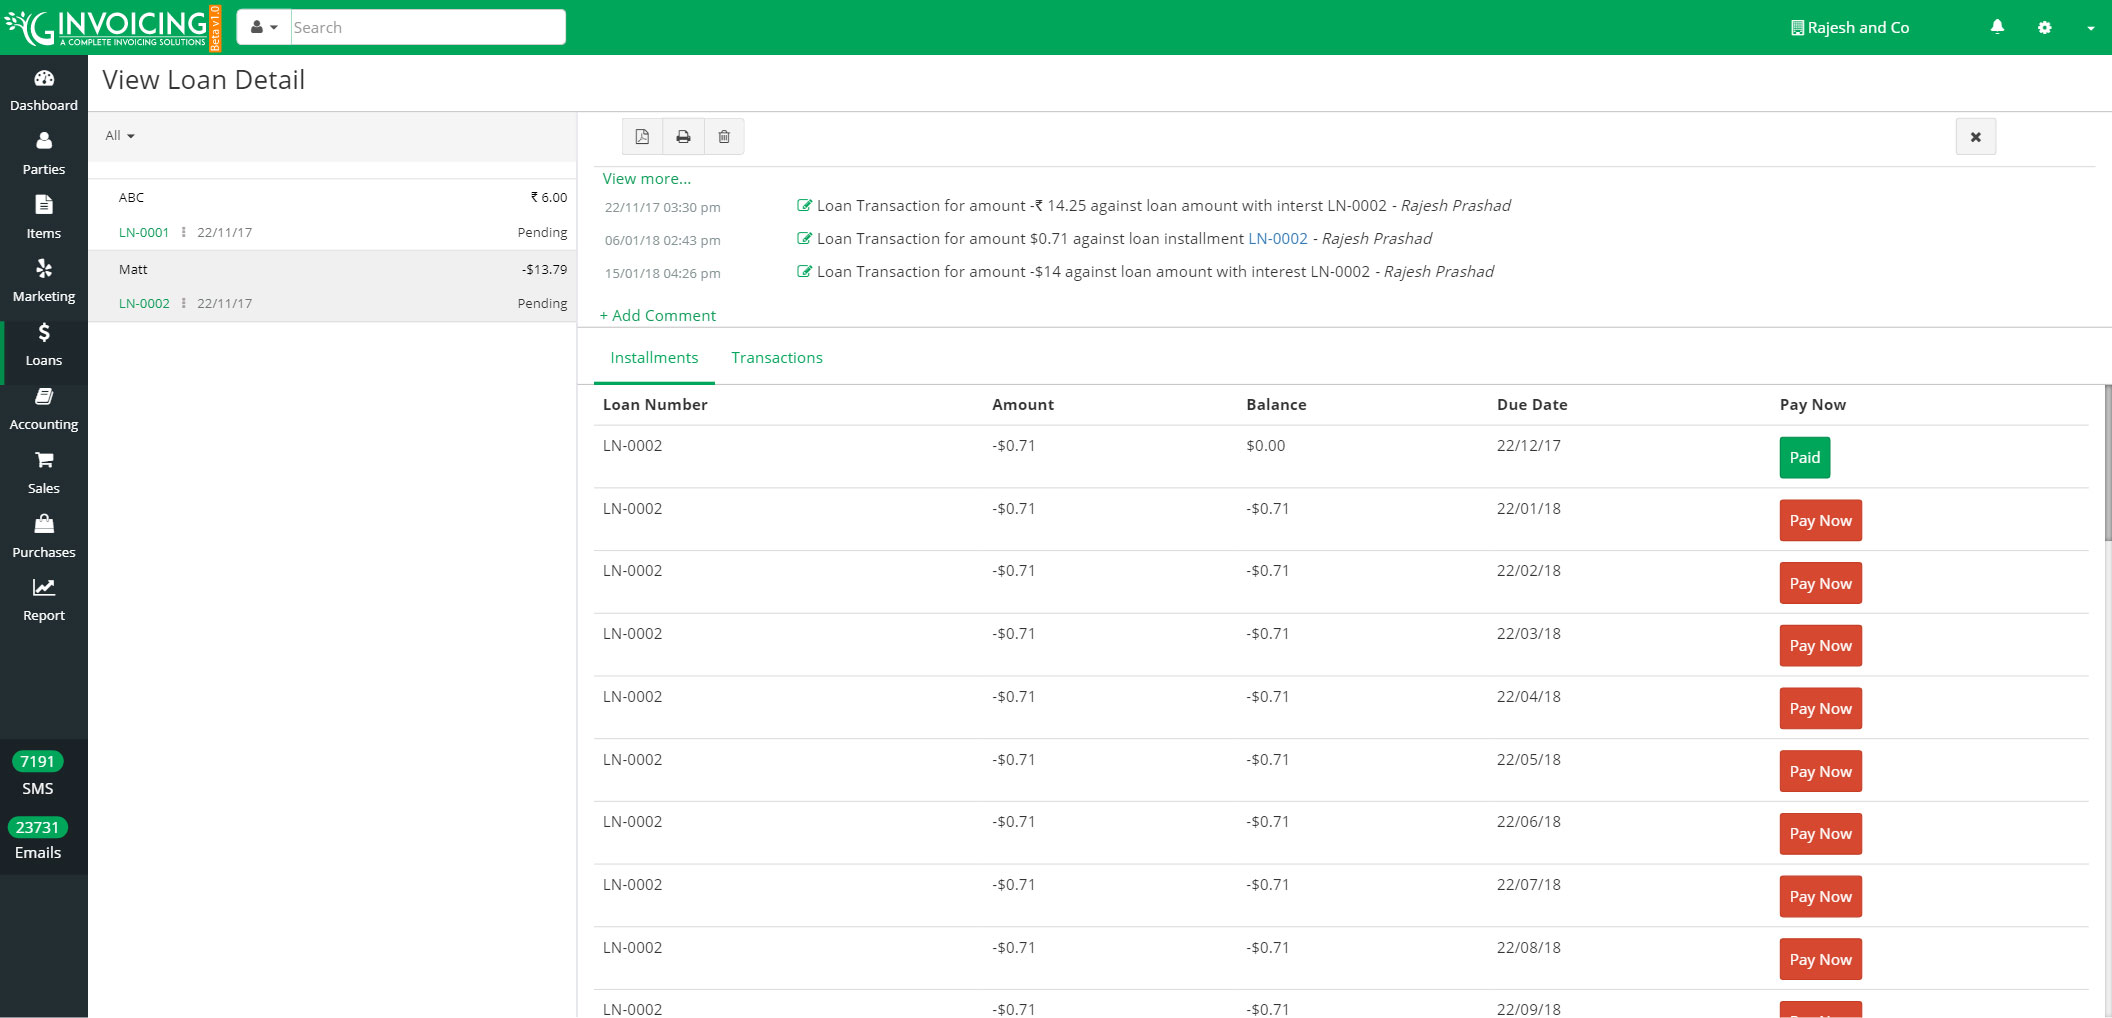 INVOICING
A COMPLETE INVOICING SOLUTIONS
Beta v1.0
Search
Rajesh and Co
Dashboard
Parties
Items
Marketing
Loans
Accounting
Sales
Purchases
Report
7191
SMS
23731
Emails
View Loan Detail
All
ABC ₹ 6.00
LN-0001 22/11/17 Pending
Matt -$13.79
LN-0002 22/11/17 Pending
View more...
22/11/17 03:30 pm Loan Transaction for amount -₹ 14.25 against loan amount with interst LN-0002 - Rajesh Prashad
06/01/18 02:43 pm Loan Transaction for amount $0.71 against loan installment LN-0002 - Rajesh Prashad
15/01/18 04:26 pm Loan Transaction for amount -$14 against loan amount with interest LN-0002 - Rajesh Prashad
+ Add Comment
Installments Transactions
Loan Number Amount Balance Due Date Pay Now
LN-0002 -$0.71 $0.00 22/12/17 Paid
LN-0002 -$0.71 -$0.71 22/01/18 Pay Now
LN-0002 -$0.71 -$0.71 22/02/18 Pay Now
LN-0002 -$0.71 -$0.71 22/03/18 Pay Now
LN-0002 -$0.71 -$0.71 22/04/18 Pay Now
LN-0002 -$0.71 -$0.71 22/05/18 Pay Now
LN-0002 -$0.71 -$0.71 22/06/18 Pay Now
LN-0002 -$0.71 -$0.71 22/07/18 Pay Now
LN-0002 -$0.71 -$0.71 22/08/18 Pay Now
LN-0002 -$0.71 -$0.71 22/09/18